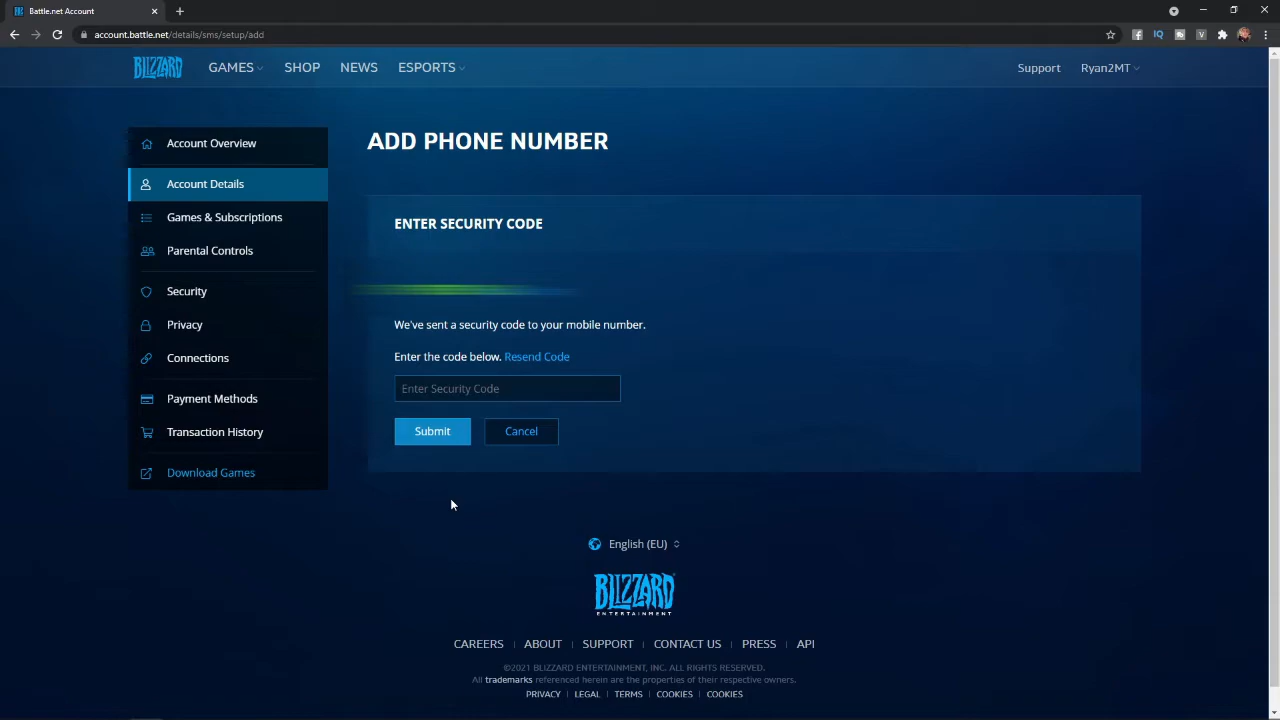 Battle.net Account
account.battle.net/details/sms/setup/add
BLIZZARD
GAMES
SHOP
NEWS
ESPORTS
Support
Ryan2MT
Account Overview
Account Details
Games & Subscriptions
Parental Controls
Security
Privacy
Connections
Payment Methods
Transaction History
Download Games
ADD PHONE NUMBER
ENTER SECURITY CODE
We've sent a security code to your mobile number.
Enter the code below. Resend Code
Enter Security Code
Submit
Cancel
English (EU)
BLIZZARD
ENTERTAINMENT
CAREERS | ABOUT | SUPPORT | CONTACT US | PRESS | API
©2021 BLIZZARD ENTERTAINMENT, INC. ALL RIGHTS RESERVED.
All trademarks referenced herein are the properties of their respective owners.
PRIVACY | LEGAL | TERMS | COOKIES | COOKIES